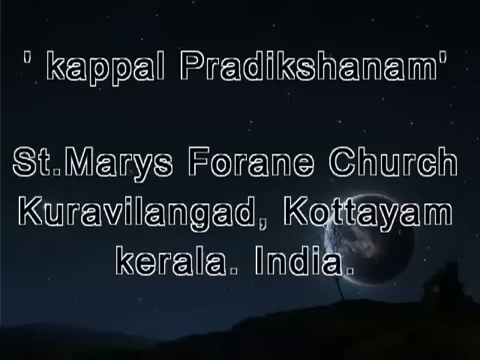 ' kappal Pradikshanam'
St.Marys Forane Church
Kuravilangad, Kottayam
kerala. India.